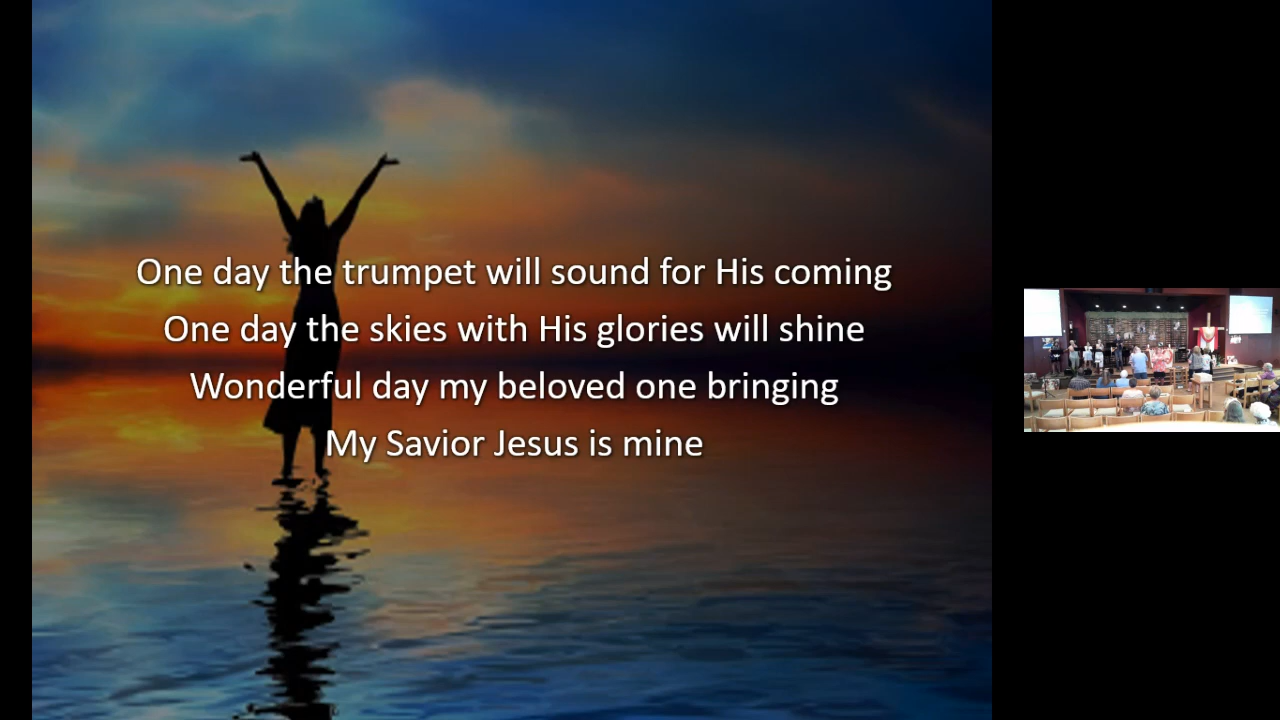 One day the trumpet will sound for His coming
One day the skies with His glories will shine
Wonderful day my beloved one bringing
My Savior Jesus is mine